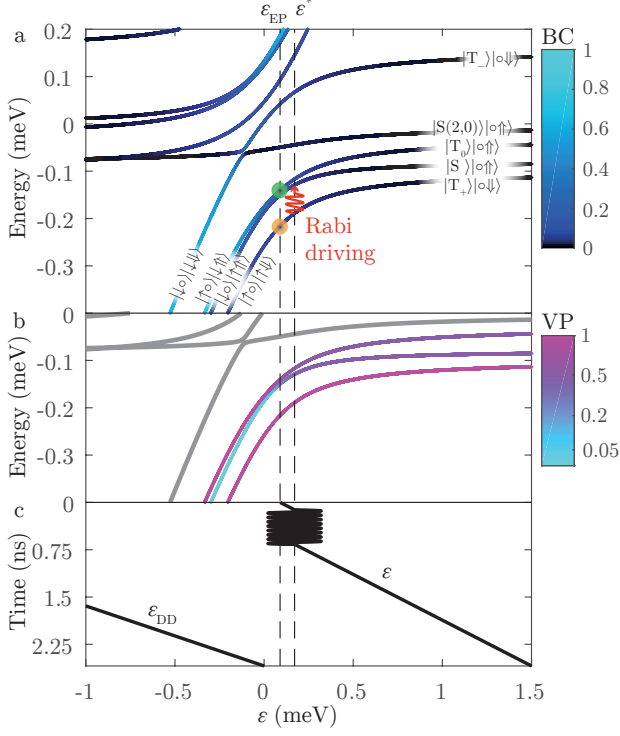 ε_EP ε*
a
BC
0.2
0.1
0
-0.1
-0.2
-0.3
Energy (meV)
|T_-⟩|∘⇓⟩
|S(2,0)⟩|∘⇑⟩
|T_0⟩|∘⇑⟩
|S ⟩|∘⇑⟩
|T_+⟩|∘⇓⟩
Rabi
driving
1
0.8
0.6
0.4
0.2
0
b
VP
0
-0.1
-0.2
-0.3
Energy (meV)
1
0.5
0.2
0.05
c
0
0.75
1.5
2.25
Time (ns)
ε_DD
ε
-1 -0.5 0 0.5 1 1.5
ε (meV)